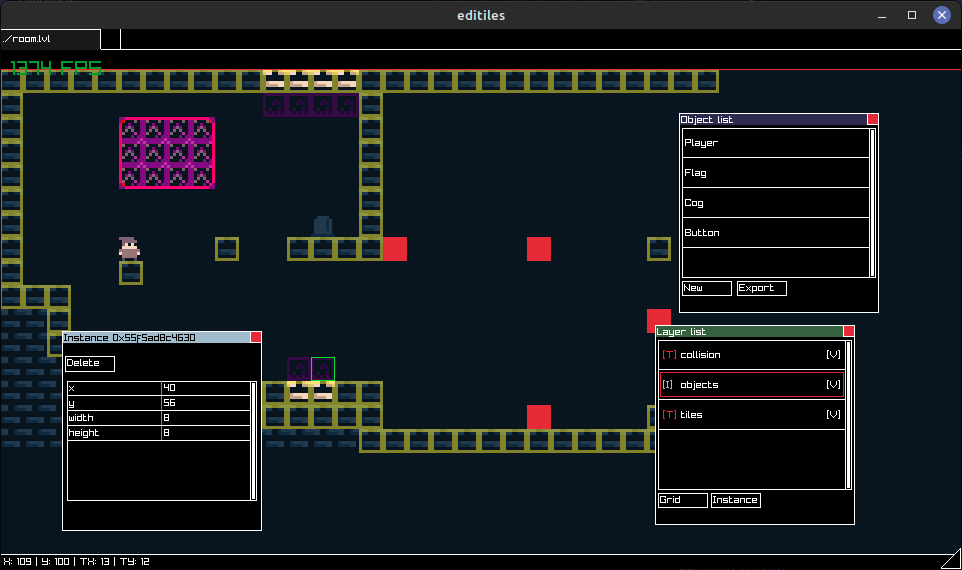 editiles
./room.lvl
1374 FPS
Object list
Player
Flag
Cog
Button
New Export
Instance 0x55f5ad8c4630
Delete
x 40
y 56
width 8
height 8
Layer list
[T] collision [V]
[I] objects [V]
[T] tiles [V]
Grid Instance
X: 109 | Y: 100 | TX: 13 | TY: 12